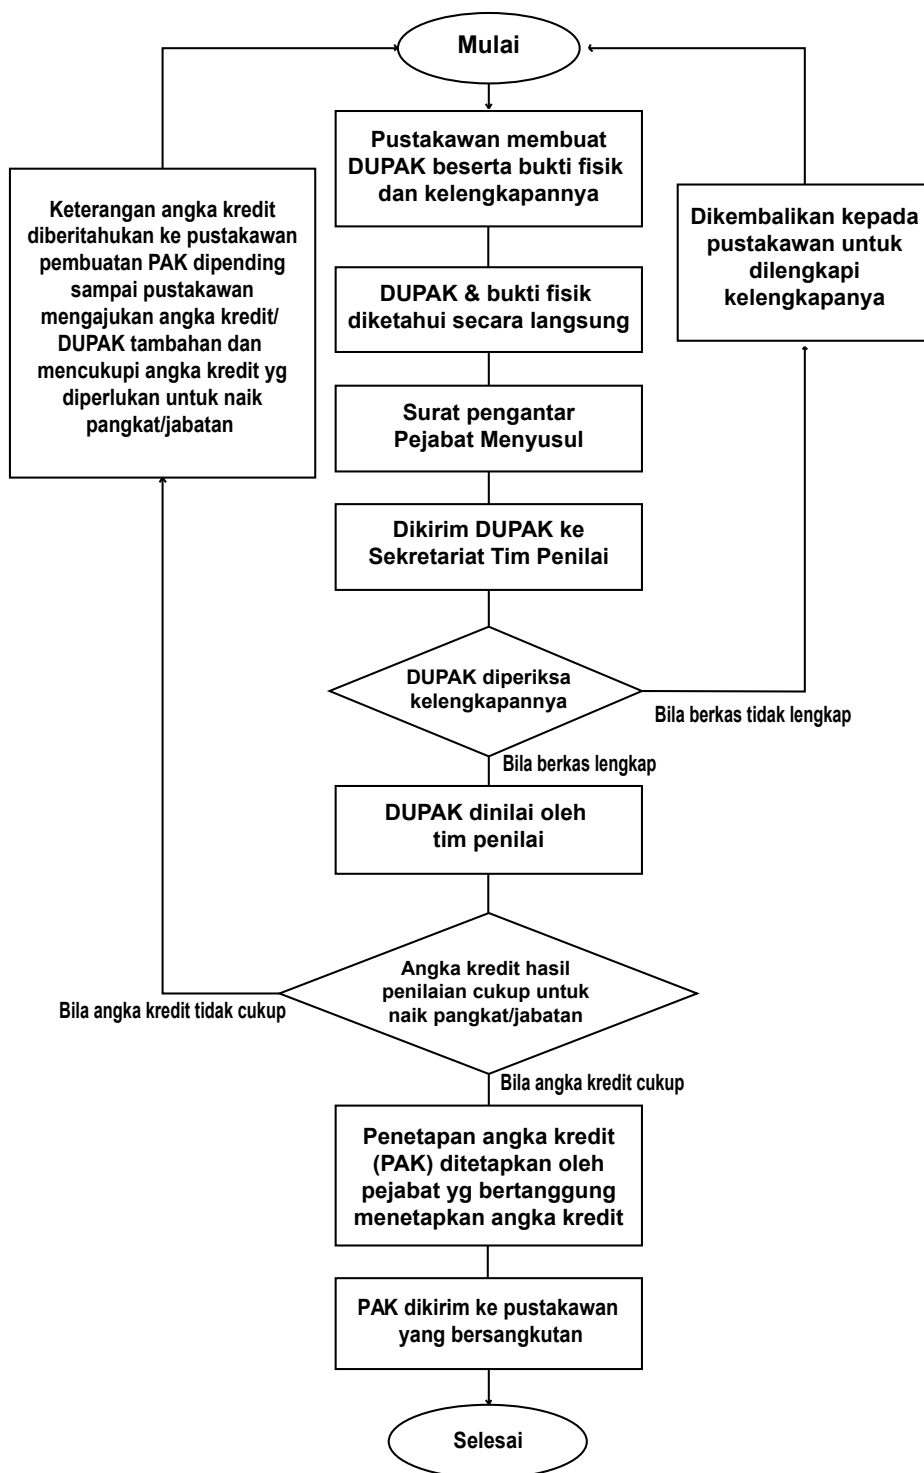 Mulai
Pustakawan membuat
DUPAK beserta bukti fisik
dan kelengkapannya
Keterangan angka kredit
diberitahukan ke pustakawan
pembuatan PAK dipending
sampai pustakawan
mengajukan angka kredit/
DUPAK tambahan dan
mencukupi angka kredit yg
diperlukan untuk naik
pangkat/jabatan
Dikembalikan kepada
pustakawan untuk
dilengkapi
kelengkapanya
DUPAK & bukti fisik
diketahui secara langsung
Surat pengantar
Pejabat Menyusul
Dikirim DUPAK ke
Sekretariat Tim Penilai
DUPAK diperiksa
kelengkapannya
Bila berkas tidak lengkap
Bila berkas lengkap
DUPAK dinilai oleh
tim penilai
Angka kredit hasil
penilaian cukup untuk
naik pangkat/jabatan
Bila angka kredit tidak cukup
Bila angka kredit cukup
Penetapan angka kredit
(PAK) ditetapkan oleh
pejabat yg bertanggung
menetapkan angka kredit
PAK dikirim ke pustakawan
yang bersangkutan
Selesai